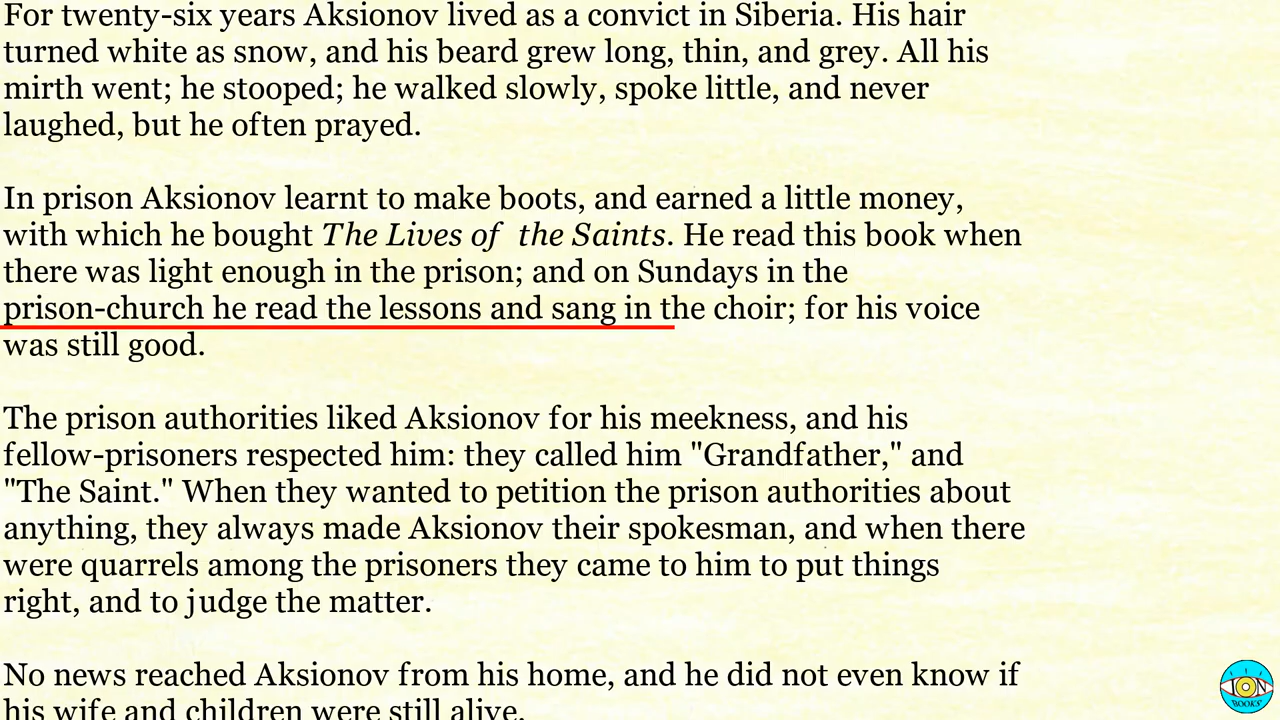 For twenty-six years Aksionov lived as a convict in Siberia. His hair
turned white as snow, and his beard grew long, thin, and grey. All his
mirth went; he stooped; he walked slowly, spoke little, and never
laughed, but he often prayed.
In prison Aksionov learnt to make boots, and earned a little money,
with which he bought The Lives of the Saints. He read this book when
there was light enough in the prison; and on Sundays in the
prison-church he read the lessons and sang in the choir; for his voice
was still good.
The prison authorities liked Aksionov for his meekness, and his
fellow-prisoners respected him: they called him "Grandfather," and
"The Saint." When they wanted to petition the prison authorities about
anything, they always made Aksionov their spokesman, and when there
were quarrels among the prisoners they came to him to put things
right, and to judge the matter.
No news reached Aksionov from his home, and he did not even know if
his wife and children were still alive.
ION
BOOKS